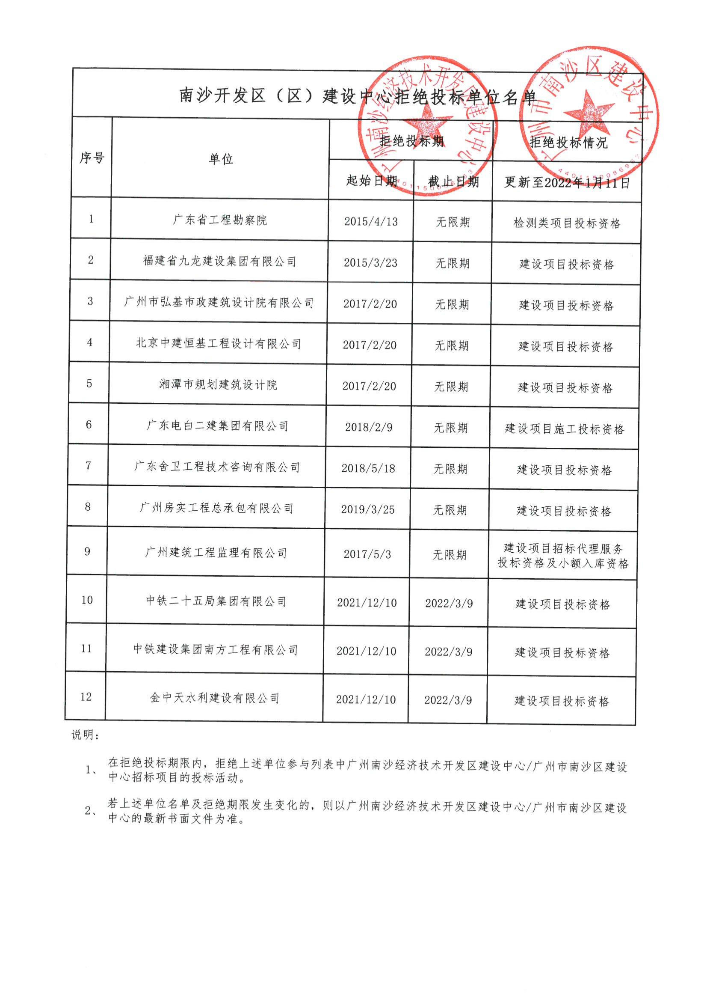 南沙开发区（区）建设中心拒绝投标单位名单
序号 单位 拒绝投标期 拒绝投标情况
起始日期 截止日期 更新至2022年1月11日
1 广东省工程勘察院 2015/4/13 无限期 检测类项目投标资格
2 福建省九龙建设集团有限公司 2015/3/23 无限期 建设项目投标资格
3 广州市弘基市政建筑设计院有限公司 2017/2/20 无限期 建设项目投标资格
4 北京中建恒基工程设计有限公司 2017/2/20 无限期 建设项目投标资格
5 湘潭市规划建筑设计院 2017/2/20 无限期 建设项目投标资格
6 广东电白二建集团有限公司 2018/2/9 无限期 建设项目施工投标资格
7 广东舍卫工程技术咨询有限公司 2018/5/18 无限期 建设项目投标资格
8 广州房实工程总承包有限公司 2019/3/25 无限期 建设项目投标资格
9 广州建筑工程监理有限公司 2017/5/3 无限期 建设项目招标代理服务
投标资格及小额入库资格
10 中铁二十五局集团有限公司 2021/12/10 2022/3/9 建设项目投标资格
11 中铁建设集团南方工程有限公司 2021/12/10 2022/3/9 建设项目投标资格
12 金中天水利建设有限公司 2021/12/10 2022/3/9 建设项目投标资格
说明：
1、 在拒绝投标期限内，拒绝上述单位参与列表中广州南沙经济技术开发区建设中心/广州市南沙区建设
中心招标项目的投标活动。
2、 若上述单位名单及拒绝期限发生变化的，则以广州南沙经济技术开发区建设中心/广州市南沙区建设
中心的最新书面文件为准。
广州南沙经济技术开发区建设中心
广州市南沙区建设中心